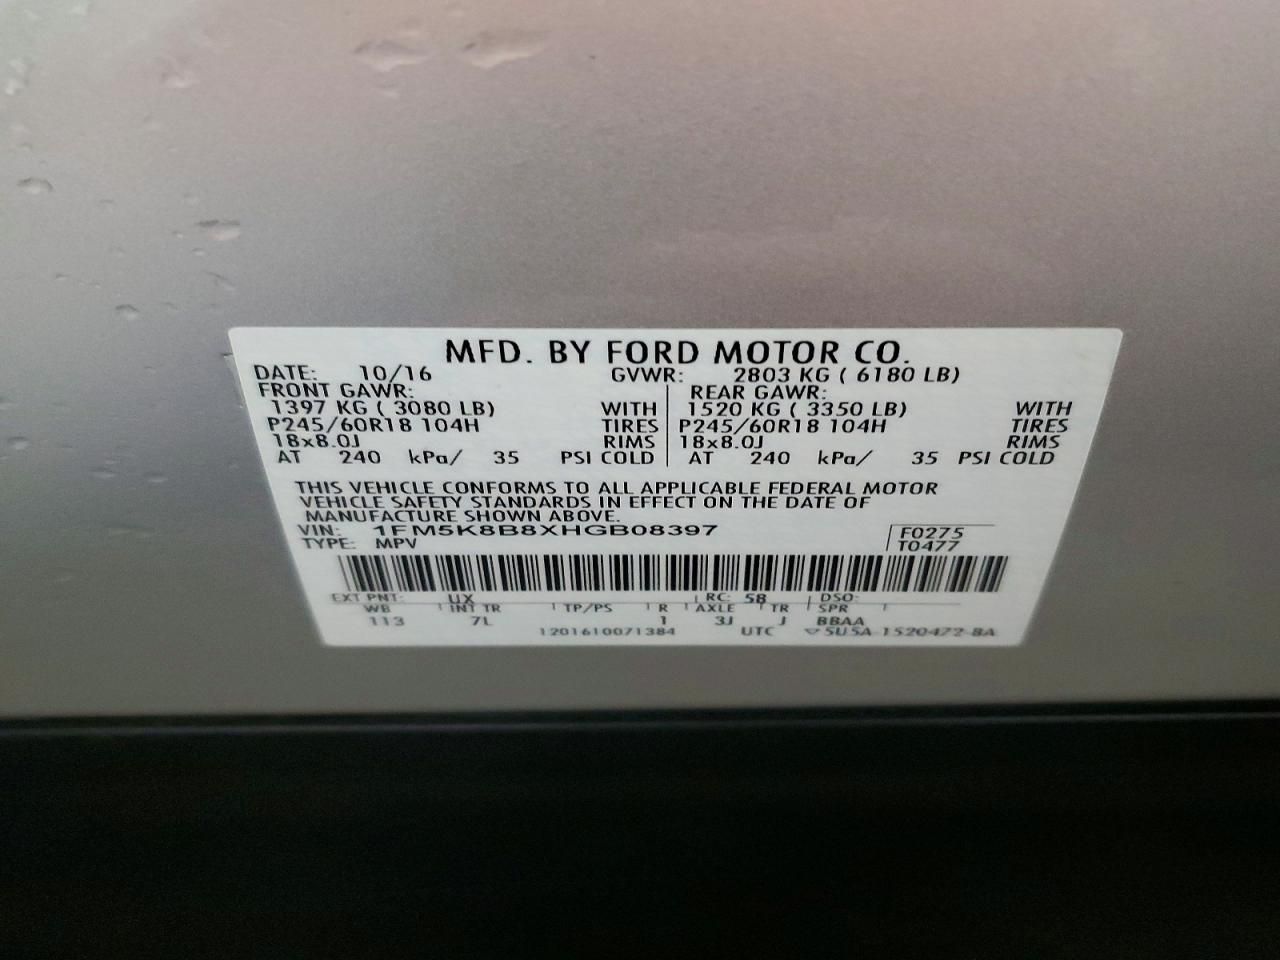 MFD. BY FORD MOTOR CO.
DATE: 10/16 GVWR: 2803 KG ( 6180 LB)
FRONT GAWR: REAR GAWR:
1397 KG ( 3080 LB) WITH 1520 KG ( 3350 LB) WITH
P245/60R18 104H TIRES P245/60R18 104H TIRES
18x8.0J RIMS 18x8.0J RIMS
AT 240 kPa/ 35 PSI COLD AT 240 kPa/ 35 PSI COLD
THIS VEHICLE CONFORMS TO ALL APPLICABLE FEDERAL MOTOR
VEHICLE SAFETY STANDARDS IN EFFECT ON THE DATE OF
MANUFACTURE SHOWN ABOVE.
VIN: 1FM5K8B8XHGB08397 F0275
TYPE: MPV T0477
EXT PNT: UX RC: 58 DSO:
WB INT TR TP/PS R AXLE TR SPR
113 7L 1 3J J BBAA
1201610071384 UTC ▽5U5A-1520472-BA